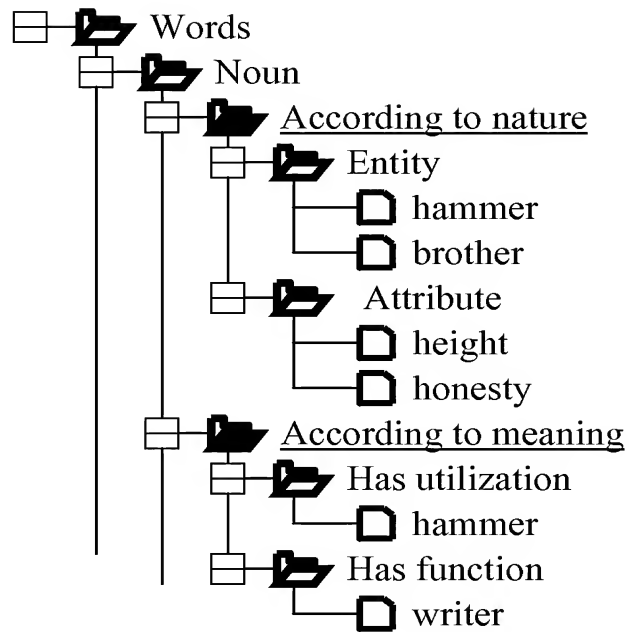 Words
Noun
According to nature
Entity
hammer
brother
Attribute
height
honesty
According to meaning
Has utilization
hammer
Has function
writer